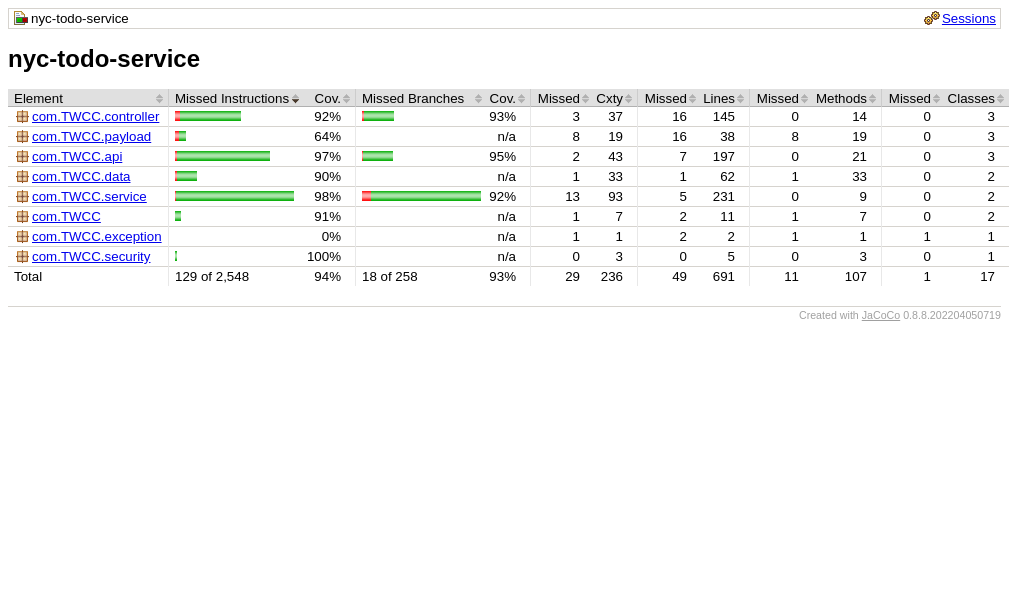 nyc-todo-service Sessions
nyc-todo-service
Element Missed Instructions Cov. Missed Branches Cov. Missed Cxty Missed Lines Missed Methods Missed Classes
com.TWCC.controller 92% 93% 3 37 16 145 0 14 0 3
com.TWCC.payload 64% n/a 8 19 16 38 8 19 0 3
com.TWCC.api 97% 95% 2 43 7 197 0 21 0 3
com.TWCC.data 90% n/a 1 33 1 62 1 33 0 2
com.TWCC.service 98% 92% 13 93 5 231 0 9 0 2
com.TWCC 91% n/a 1 7 2 11 1 7 0 2
com.TWCC.exception 0% n/a 1 1 2 2 1 1 1 1
com.TWCC.security 100% n/a 0 3 0 5 0 3 0 1
Total 129 of 2,548 94% 18 of 258 93% 29 236 49 691 11 107 1 17
Created with JaCoCo 0.8.8.202204050719